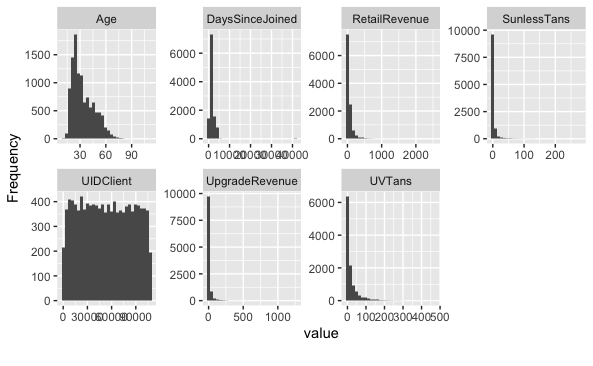 Age DaysSinceJoined RetailRevenue SunlessTans
1500
1000
500
0
30 60 90
6000
4000
2000
0
0 10000 20000 30000 40000
6000
4000
2000
0
0 1000 2000
10000
7500
5000
2500
0
0 100 200
Frequency
UIDClient UpgradeRevenue UVTans
400
300
200
100
0
0 30000 60000 90000
10000
7500
5000
2500
0
0 500 1000
6000
4000
2000
0
0 100 200 300 400 500
value